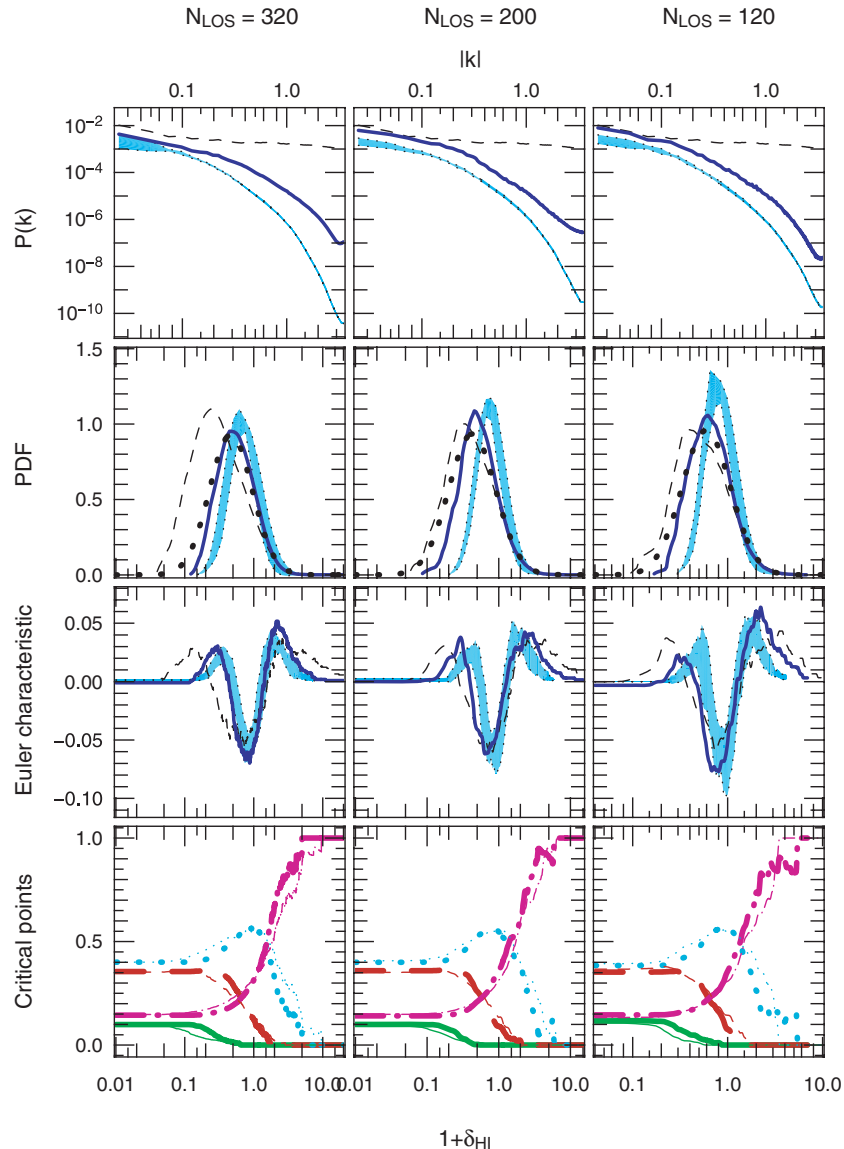 N_LOS = 320 N_LOS = 200 N_LOS = 120
|k|
0.1 1.0 0.1 1.0 0.1 1.0
P(k)
10⁻²
10⁻⁴
10⁻⁶
10⁻⁸
10⁻¹⁰
PDF
1.5
1.0
0.5
0.0
Euler characteristic
0.05
0.00
−0.05
−0.10
Critical points
1.0
0.5
0.0
0.01 0.1 1.0 10.0 0.1 1.0 10.0 0.1 1.0 10.0
1+δ_HI